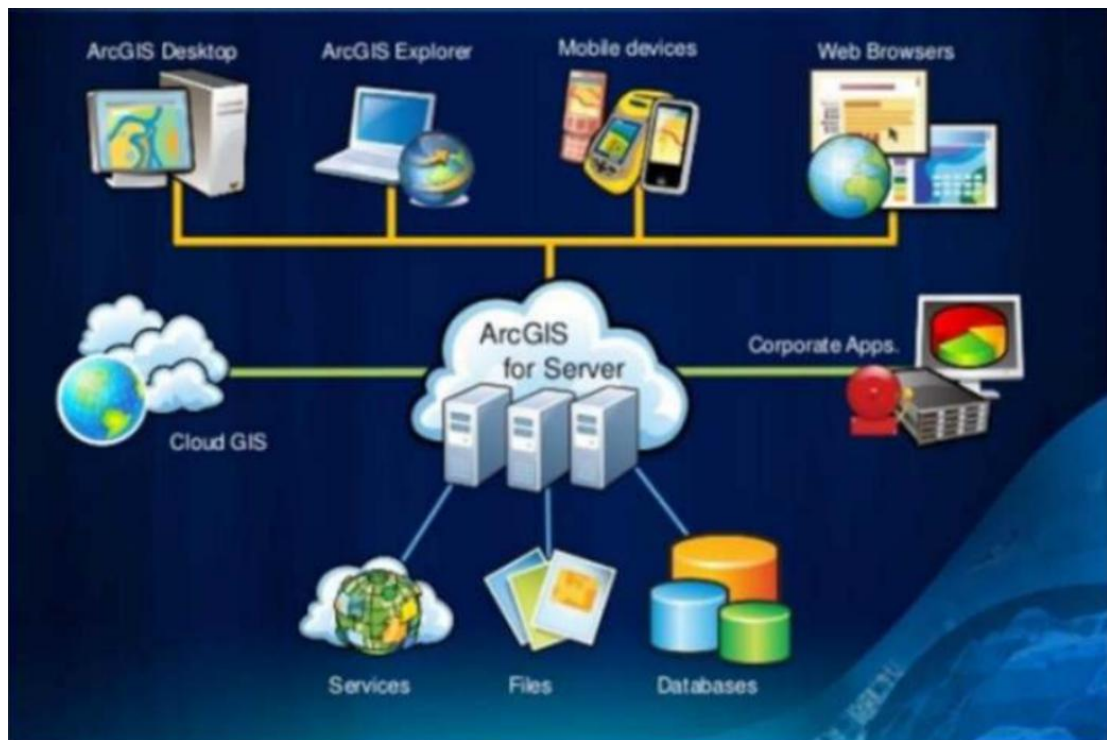 ArcGIS Desktop
ArcGIS Explorer
Mobile devices
Web Browsers
ArcGIS
for Server
Corporate Apps.
Cloud GIS
Services
Files
Databases